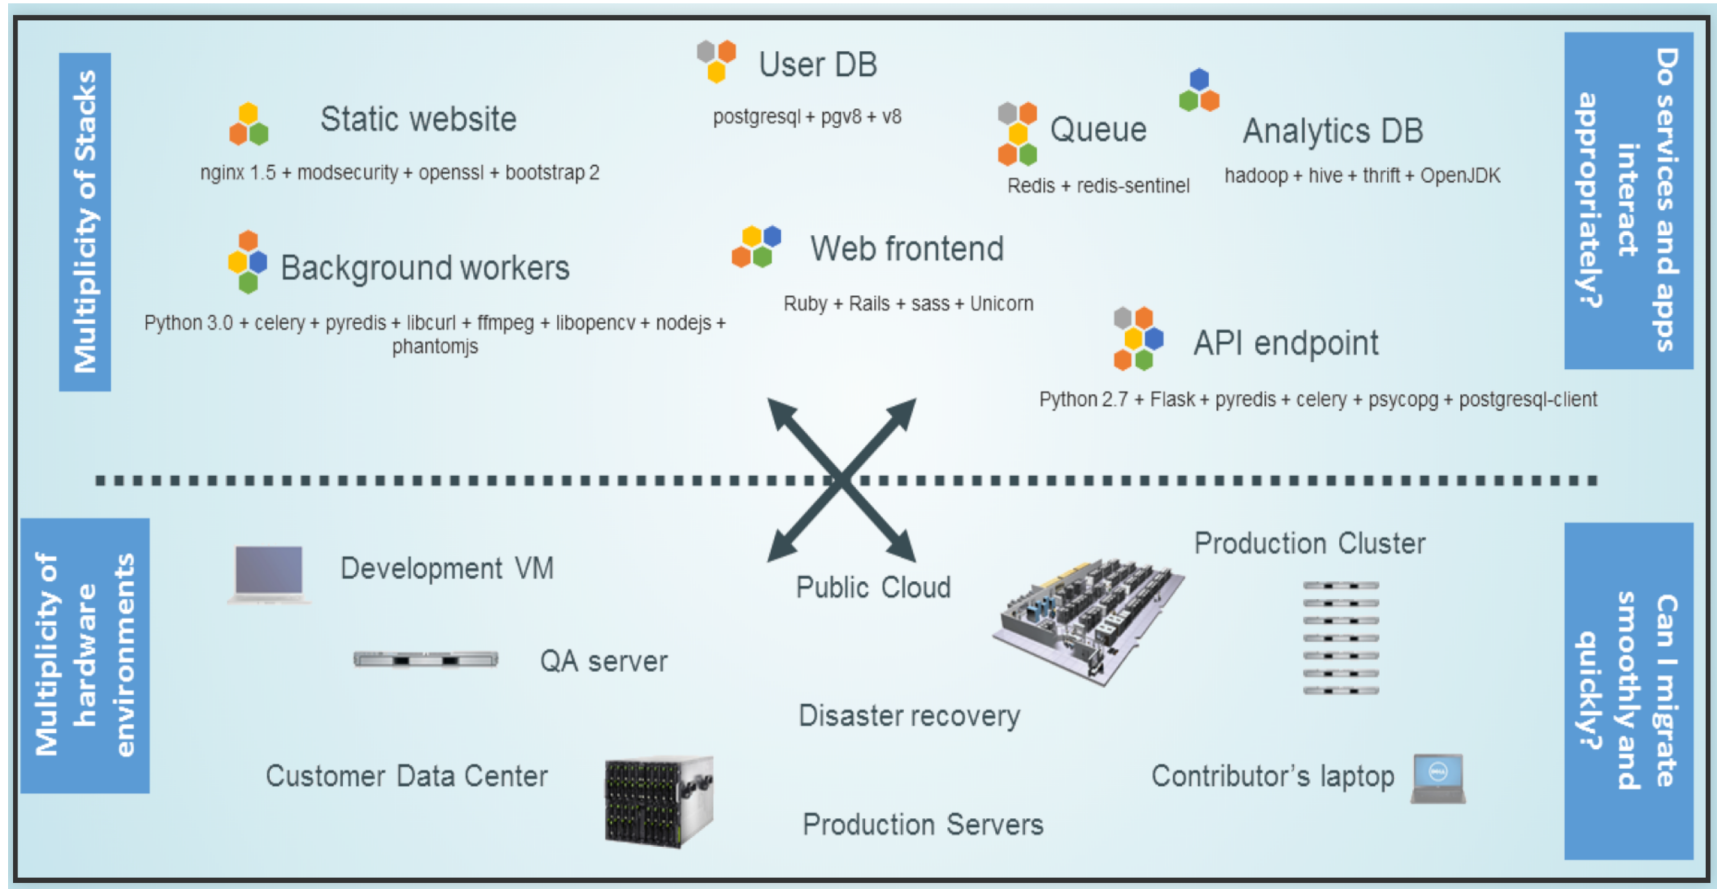 Multiplicity of Stacks
Static website
nginx 1.5 + modsecurity + openssl + bootstrap 2
User DB
postgresql + pgv8 + v8
Queue
Redis + redis-sentinel
Analytics DB
hadoop + hive + thrift + OpenJDK
Background workers
Python 3.0 + celery + pyredis + libcurl + ffmpeg + libopencv + nodejs +
phantomjs
Web frontend
Ruby + Rails + sass + Unicorn
API endpoint
Python 2.7 + Flask + pyredis + celery + psycopg + postgresql-client
Do services and apps
interact
appropriately?
Multiplicity of
hardware
environments
Development VM
QA server
Customer Data Center
Public Cloud
Disaster recovery
Production Servers
Production Cluster
Contributor's laptop
DELL
Can I migrate
smoothly and
quickly?